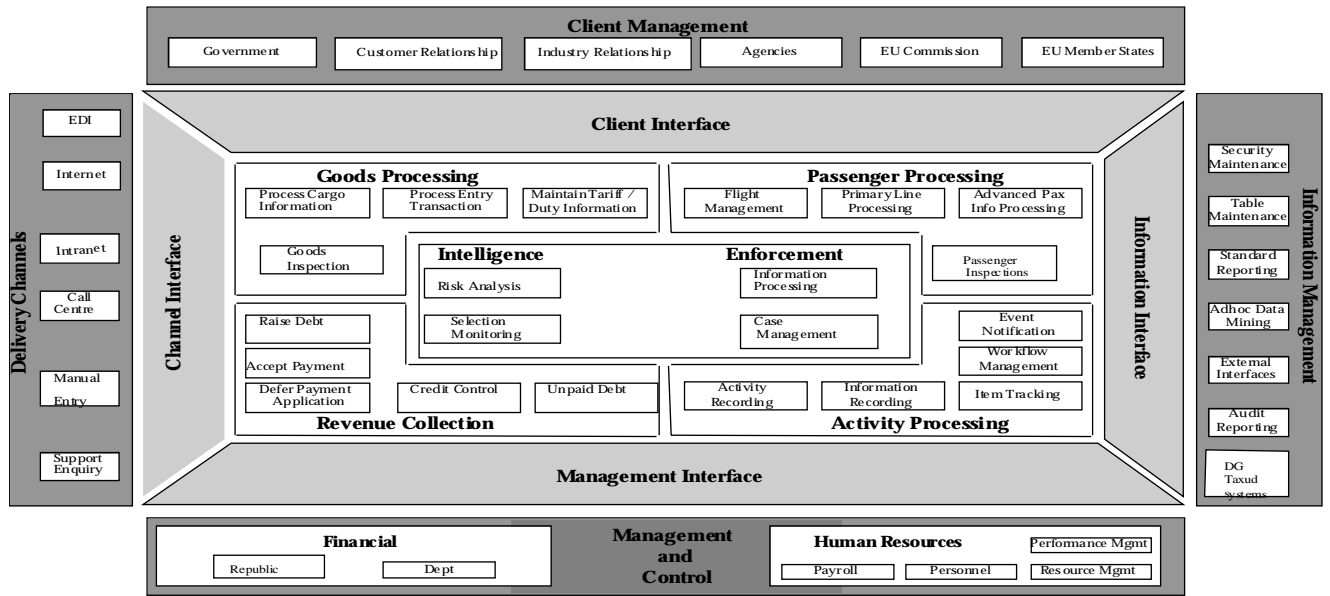 Client Management
Government
Customer Relationship
Industry Relationship
Agencies
EU Commission
EU Member States
Delivery Channels
EDI
Internet
Intranet
Call
Centre
Manual
Entry
Support
Enquiry
Channel Interface
Client Interface
Goods Processing
Process Cargo
Information
Process Entry
Transaction
Maintain Tariff /
Duty Information
Goods
Inspection
Passenger Processing
Flight
Management
Primary Line
Processing
Advanced Pax
Info Processing
Passenger
Inspections
Intelligence
Risk Analysis
Selection
Monitoring
Enforcement
Information
Processing
Case
Management
Raise Debt
Accept Payment
Defer Payment
Application
Credit Control
Unpaid Debt
Revenue Collection
Event
Notification
Workflow
Management
Activity
Recording
Information
Recording
Item Tracking
Activity Processing
Management Interface
Information Interface
Information Management
Security
Maintenance
Table
Maintenance
Standard
Reporting
Adhoc Data
Mining
External
Interfaces
Audit
Reporting
DG
Taxud
systems
Financial
Republic
Dept
Management
and
Control
Human Resources
Performance Mgmt
Payroll
Personnel
Resource Mgmt